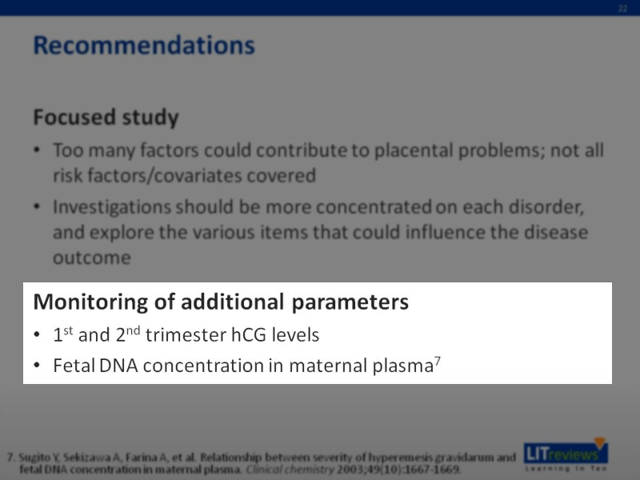 22
Recommendations
Focused study
• Too many factors could contribute to placental problems; not all
risk factors/covariates covered
• Investigations should be more concentrated on each disorder,
and explore the various items that could influence the disease
outcome
Monitoring of additional parameters
• 1st and 2nd trimester hCG levels
• Fetal DNA concentration in maternal plasma7
7. Sugito Y, Sekizawa A, Farina A, et al. Relationship between severity of hyperemesis gravidarum and
fetal DNA concentration in maternal plasma. Clinical chemistry 2003;49(10):1667-1669.
LITreviews
Learning in Ten